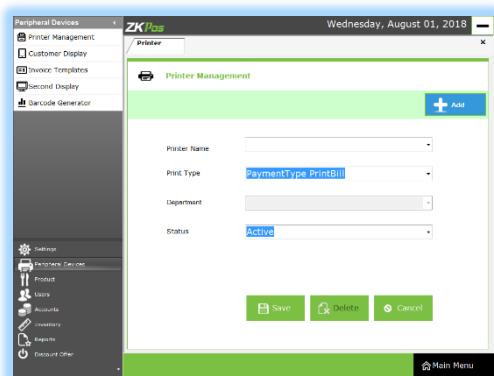 Peripheral Devices
Printer Management
Customer Display
Invoice Templates
Second Display
Barcode Generator
Settings
Peripheral Devices
Product
Users
Accounts
Inventory
Reports
Discount Offer
ZKPos
Wednesday, August 01, 2018
Printer
Printer Management
Add
Printer Name
Print Type
PaymentType PrintBill
Department
Status
Active
Save
Delete
Cancel
Main Menu